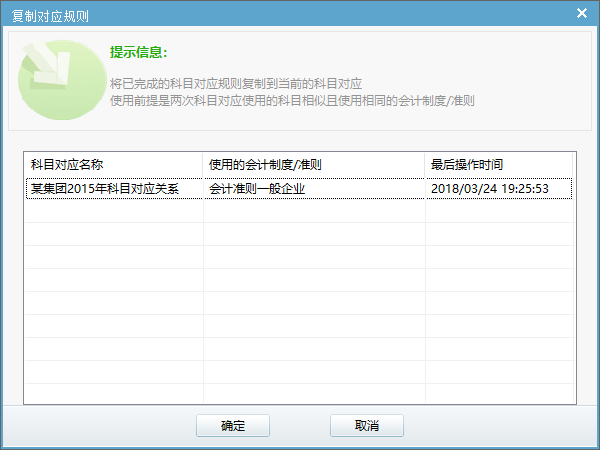 复制对应规则
提示信息：
将已完成的科目对应规则复制到当前的科目对应
使用前提是两次科目对应使用的科目相似且使用相同的会计制度/准则
科目对应名称 使用的会计制度/准则 最后操作时间
某集团2015年科目对应关系 会计准则一般企业 2018/03/24 19:25:53
确定 取消